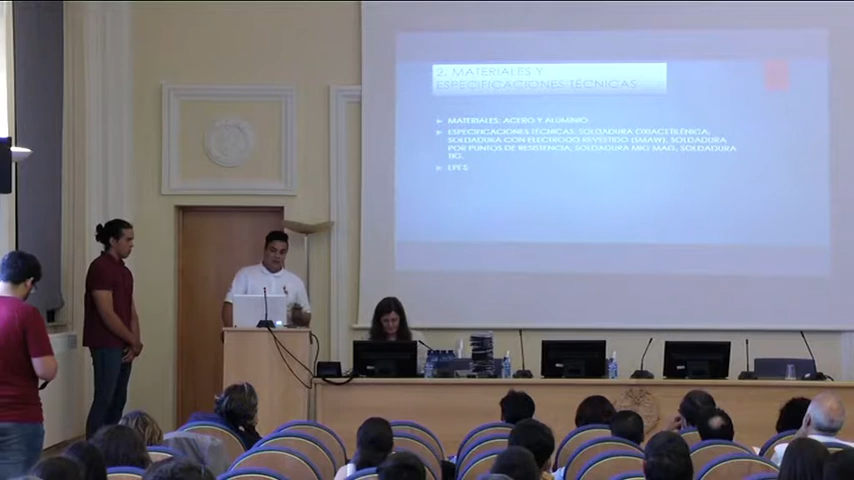 2. MATERIALES Y
ESPECIFICACIONES TÉCNICAS
MATERIALES: ACERO Y ALUMINIO.
ESPECIFICACIONES TÉCNICAS: SOLDADURA OXIACETILÉNICA,
SOLDADURA CON ELECTRODO REVESTIDO (SMAW), SOLDADURA
POR PUNTOS DE RESISTENCIA, SOLDADURA MIG MAG, SOLDADURA
TIG.
EPI'S